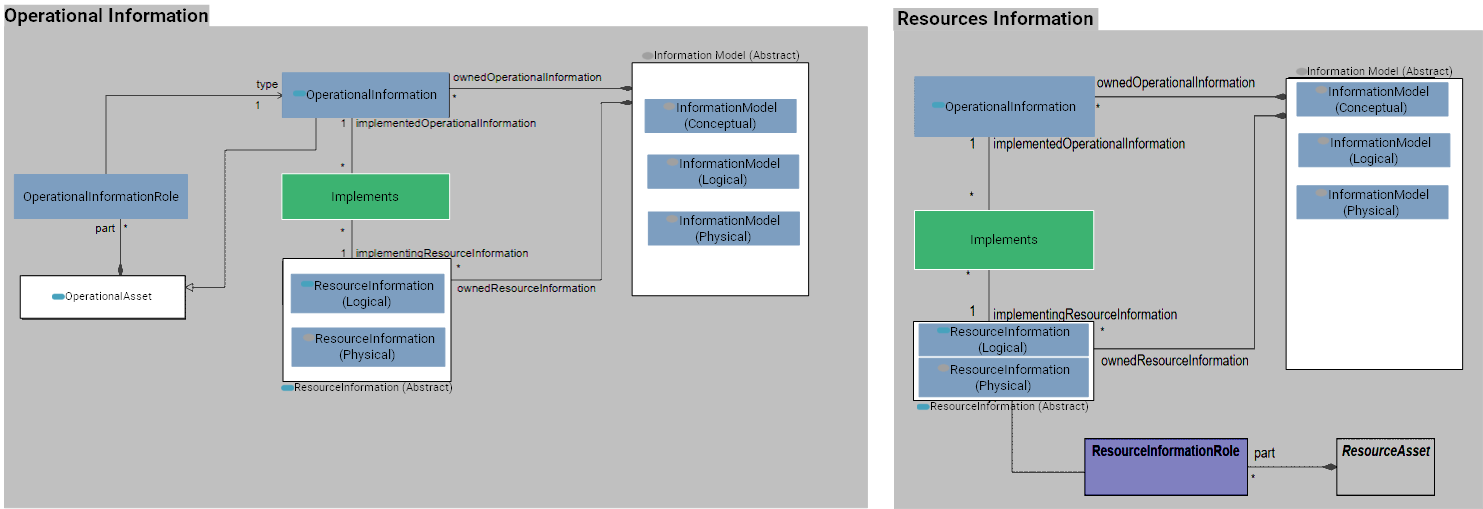 Operational Information
Information Model (Abstract)
type
1
OperationalInformation
ownedOperationalInformation
*
InformationModel
(Conceptual)
1
implementedOperationalInformation
*
InformationModel
(Logical)
OperationalInformationRole
Implements
part
*
*
InformationModel
(Physical)
1
implementingResourceInformation
*
OperationalAsset
ResourceInformation
(Logical)
ownedResourceInformation
ResourceInformation
(Physical)
ResourceInformation (Abstract)
Resources Information
Information Model (Abstract)
OperationalInformation
ownedOperationalInformation
*
InformationModel
(Conceptual)
1
implementedOperationalInformation
InformationModel
(Logical)
*
InformationModel
(Physical)
Implements
*
1
implementingResourceInformation
*
ResourceInformation
(Logical)
ownedResourceInformation
ResourceInformation
(Physical)
ResourceInformation (Abstract)
ResourceInformationRole
part
*
ResourceAsset